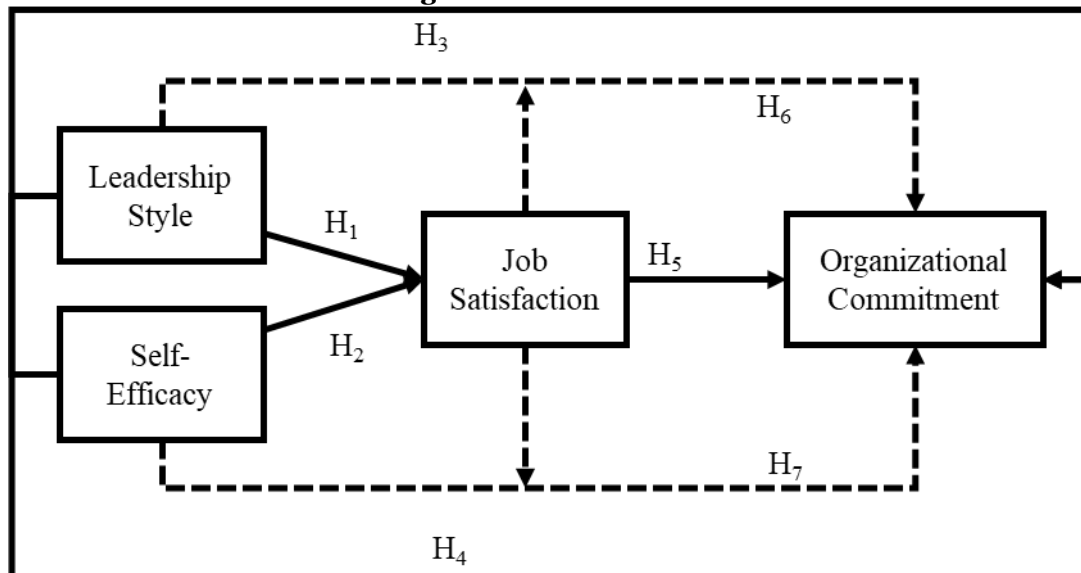 H3
H6
Leadership
Style
H1
Job
Satisfaction
H5
Organizational
Commitment
Self-
Efficacy
H2
H7
H4